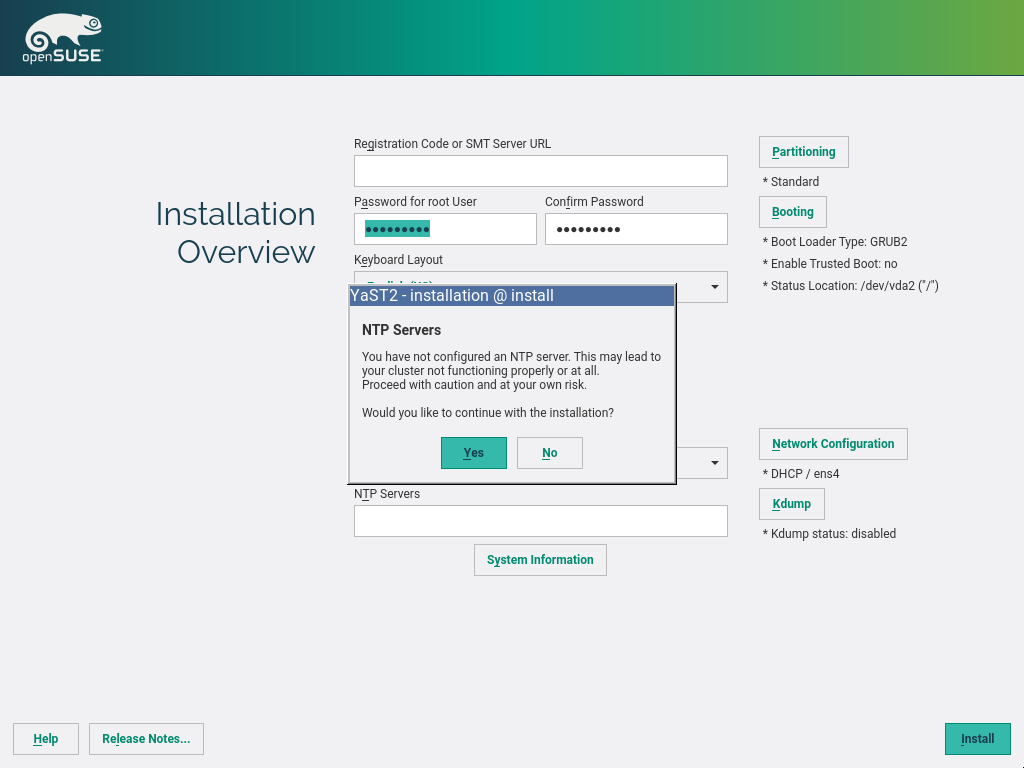 openSUSE
Installation
Overview
Registration Code or SMT Server URL
Password for root User
Confirm Password
Keyboard Layout
YaST2 - installation @ install
NTP Servers
You have not configured an NTP server. This may lead to
your cluster not functioning properly or at all.
Proceed with caution and at your own risk.
Would you like to continue with the installation?
Yes
No
NTP Servers
System Information
Partitioning
* Standard
Booting
* Boot Loader Type: GRUB2
* Enable Trusted Boot: no
* Status Location: /dev/vda2 ("/")
Network Configuration
* DHCP / ens4
Kdump
* Kdump status: disabled
Help
Release Notes...
Install